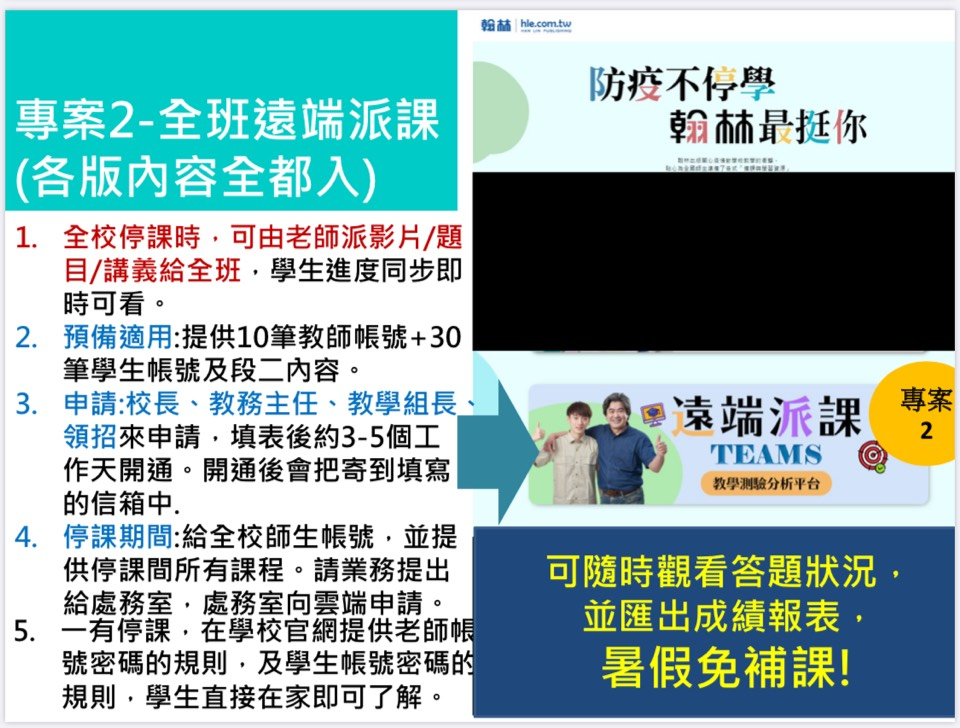 專案2-全班遠端派課
(各版內容全都入)
1. 全校停課時，可由老師派影片/題
目/講義給全班，學生進度同步即
時可看。
2. 預備適用:提供10筆教師帳號+30
筆學生帳號及段二內容。
3. 申請:校長、教務主任、教學組長、
領招來申請，填表後約3-5個工
作天開通。開通後會把寄到填寫
的信箱中.
4. 停課期間:給全校師生帳號，並提
供停課間所有課程。請業務提出
給處務室，處務室向雲端申請。
5. 一有停課，在學校官網提供老師帳
號密碼的規則，及學生帳號密碼的
規則，學生直接在家即可了解。
翰林 hle.com.tw
HAN LIN PUBLISHING
防疫不停學
翰林最挺你
遠端派課
TEAMS
教學測驗分析平台
專案
2
可隨時觀看答題狀況，
並匯出成績報表，
暑假免補課!